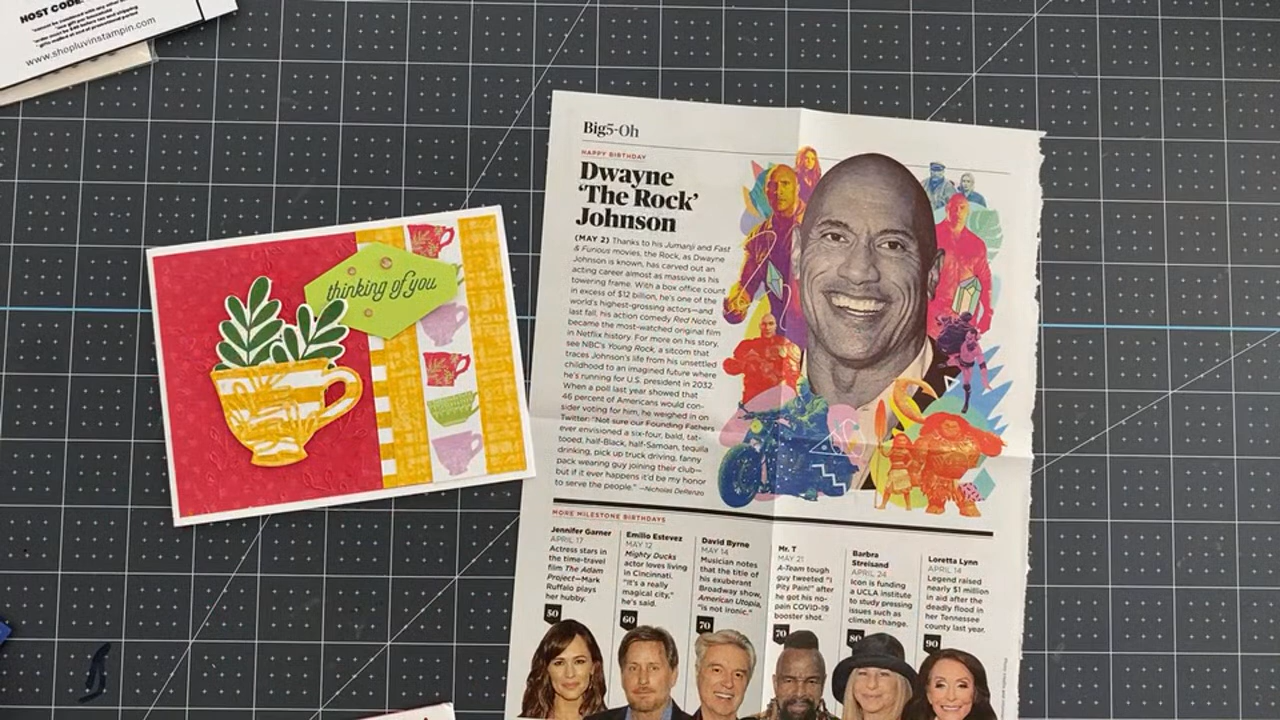 HOST CODE:
www.shopluvinstampin.com
thinking of you
Big5-Oh
HAPPY BIRTHDAY
Dwayne
‘The Rock’
Johnson
(MAY 2) Thanks to his Jumanji and Fast
& Furious movies, the Rock, as Dwayne
Johnson is known, has carved out an
acting career almost as massive as his
towering frame. With a box office count
in excess of $12 billion, he's one of the
world's highest-grossing actors—and
last fall, his action comedy Red Notice
became the most-watched original film
in Netflix history. For more on his story,
see NBC's Young Rock, a sitcom that
traces Johnson's life from his unsettled
childhood to an imagined future where
he's running for U.S. president in 2032.
When a poll last year showed that
46 percent of Americans would con-
sider voting for him, he weighed in on
Twitter: “Not sure our Founding Fathers
ever envisioned a six-four, bald, tat-
tooed, half-Black, half-Samoan, tequila
drinking, pick up truck driving, fanny
pack wearing guy joining their club—
but if it ever happens it'd be my honor
to serve the people.” —Nicholas DeRenzo
MORE MILESTONE BIRTHDAYS
Jennifer Garner
APRIL 17
Actress stars in
the time-travel
film The Adam
Project—Mark
Ruffalo plays
her hubby.
50
Emilio Estevez
MAY 12
Mighty Ducks
actor loves living
in Cincinnati.
“It's a really
magical city,”
he's said.
60
David Byrne
MAY 14
Musician notes
that the title of
his exuberant
Broadway show,
American Utopia,
“is not ironic.”
70
Mr. T
MAY 21
A-Team tough
guy tweeted “I
Pity Pain!” after
he got his no-
pain COVID-19
booster shot.
70
Barbra
Streisand
APRIL 24
Icon is funding
a UCLA institute
to study pressing
issues such as
climate change.
80
Loretta Lynn
APRIL 14
Legend raised
nearly $1 million
in aid after the
deadly flood in
her Tennessee
county last year.
90